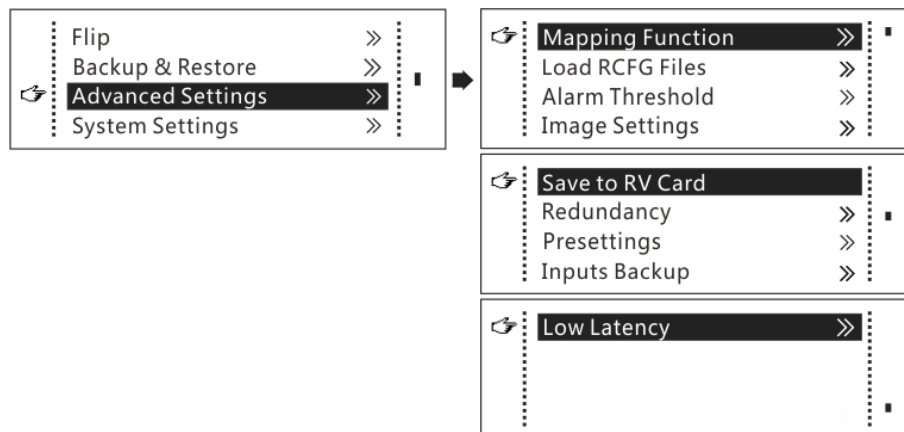 Flip »
Backup & Restore »
Advanced Settings »
System Settings »
Mapping Function »
Load RCFG Files »
Alarm Threshold »
Image Settings »
Save to RV Card
Redundancy »
Presettings »
Inputs Backup »
Low Latency »